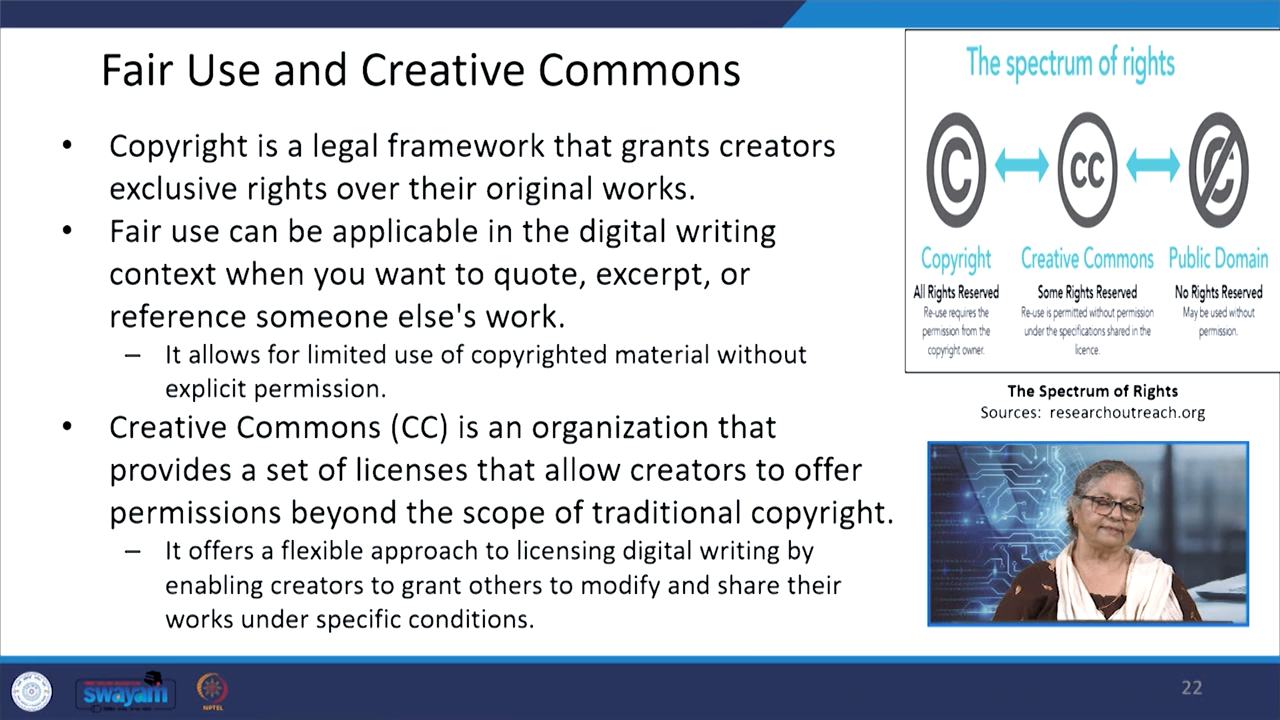 Fair Use and Creative Commons
• Copyright is a legal framework that grants creators
exclusive rights over their original works.
• Fair use can be applicable in the digital writing
context when you want to quote, excerpt, or
reference someone else's work.
– It allows for limited use of copyrighted material without
explicit permission.
• Creative Commons (CC) is an organization that
provides a set of licenses that allow creators to offer
permissions beyond the scope of traditional copyright.
– It offers a flexible approach to licensing digital writing by
enabling creators to grant others to modify and share their
works under specific conditions.
The spectrum of rights
C CC C
Copyright Creative Commons Public Domain
All Rights Reserved Some Rights Reserved No Rights Reserved
Re-use requires the
permission from the
copyright owner.
Re-use is permitted without permission
under the specifications shared in the
licence.
May be used without
permission.
The Spectrum of Rights
Sources: researchoutreach.org
swayam
NPTEL
22